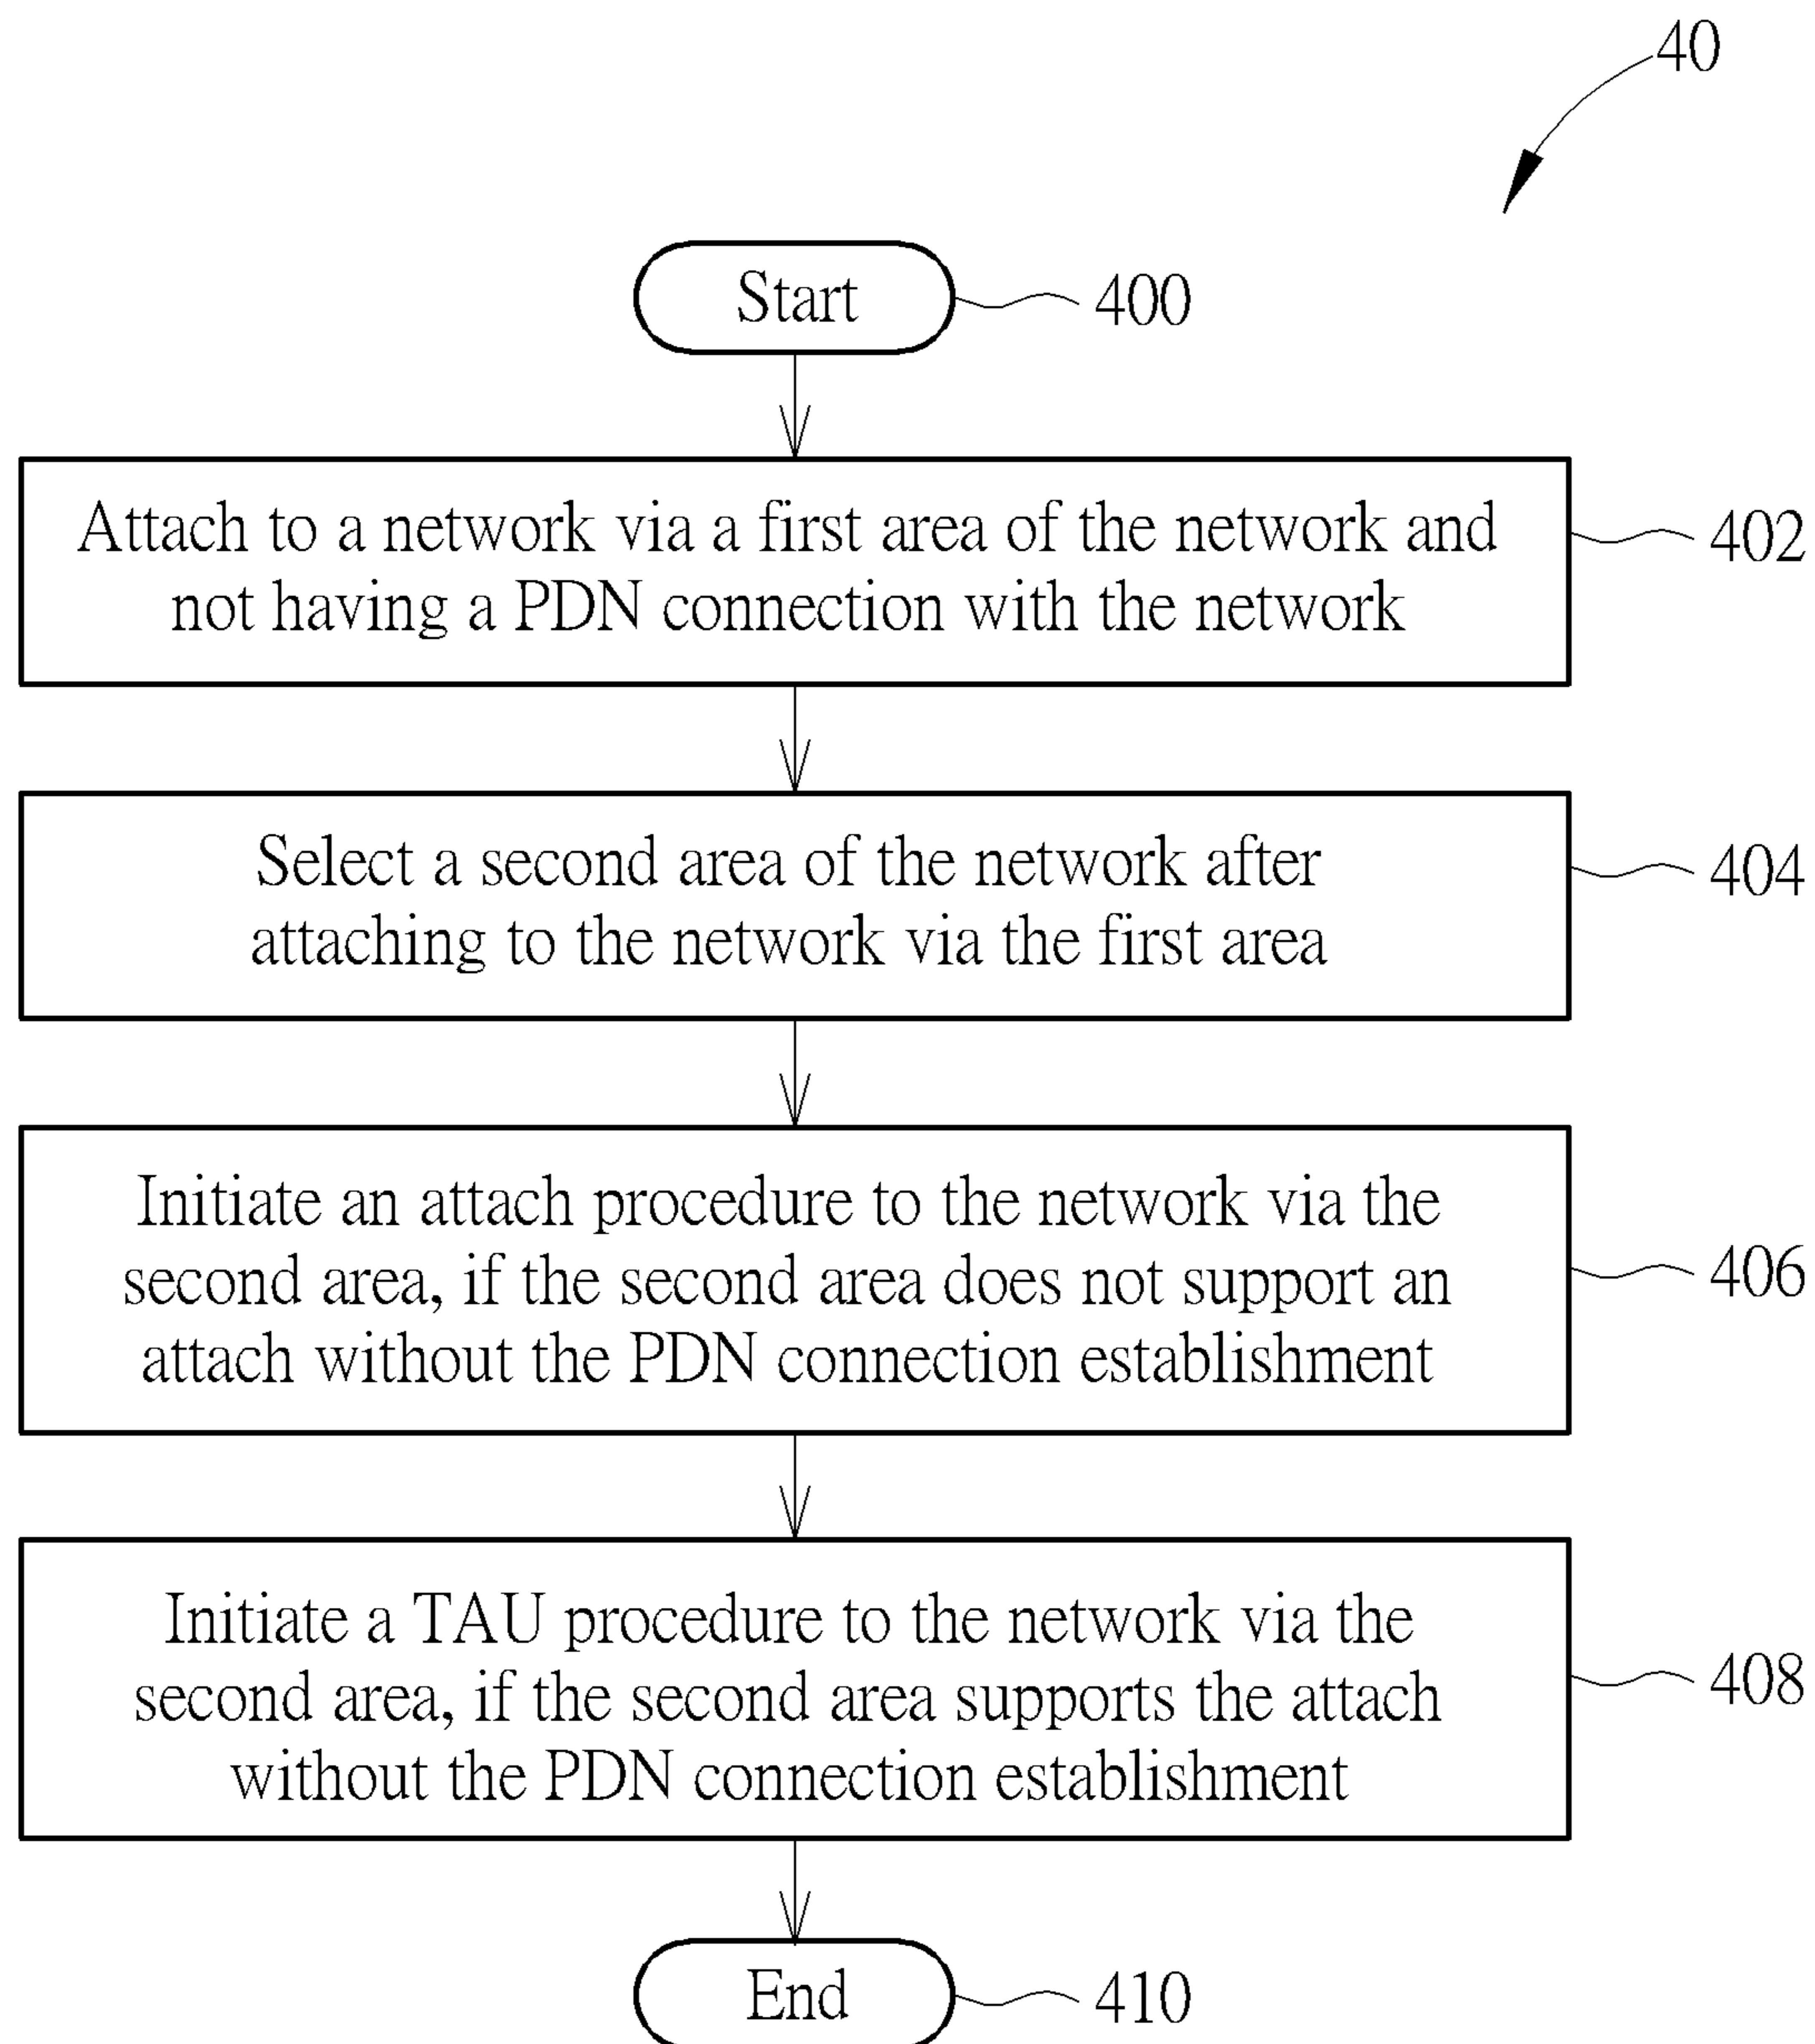 40
Start
400
Attach to a network via a first area of the network and
not having a PDN connection with the network
402
Select a second area of the network after
attaching to the network via the first area
404
Initiate an attach procedure to the network via the
second area, if the second area does not support an
attach without the PDN connection establishment
406
Initiate a TAU procedure to the network via the
second area, if the second area supports the attach
without the PDN connection establishment
408
End
410